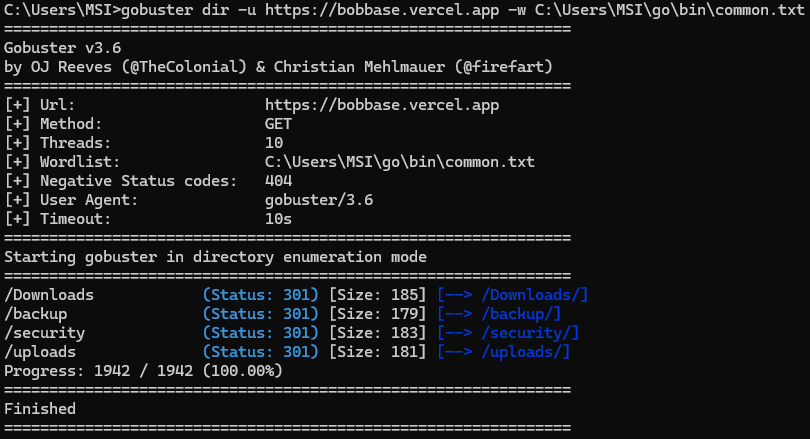 C:\Users\MSI>gobuster dir -u https://bobbase.vercel.app -w C:\Users\MSI\go\bin\common.txt
===============================================================
Gobuster v3.6
by OJ Reeves (@TheColonial) & Christian Mehlmauer (@firefart)
===============================================================
[+] Url:                     https://bobbase.vercel.app
[+] Method:                  GET
[+] Threads:                 10
[+] Wordlist:                C:\Users\MSI\go\bin\common.txt
[+] Negative Status codes:   404
[+] User Agent:              gobuster/3.6
[+] Timeout:                 10s
===============================================================
Starting gobuster in directory enumeration mode
===============================================================
/Downloads            (Status: 301) [Size: 185] [--> /Downloads/]
/backup               (Status: 301) [Size: 179] [--> /backup/]
/security             (Status: 301) [Size: 183] [--> /security/]
/uploads              (Status: 301) [Size: 181] [--> /uploads/]
Progress: 1942 / 1942 (100.00%)
===============================================================
Finished
===============================================================